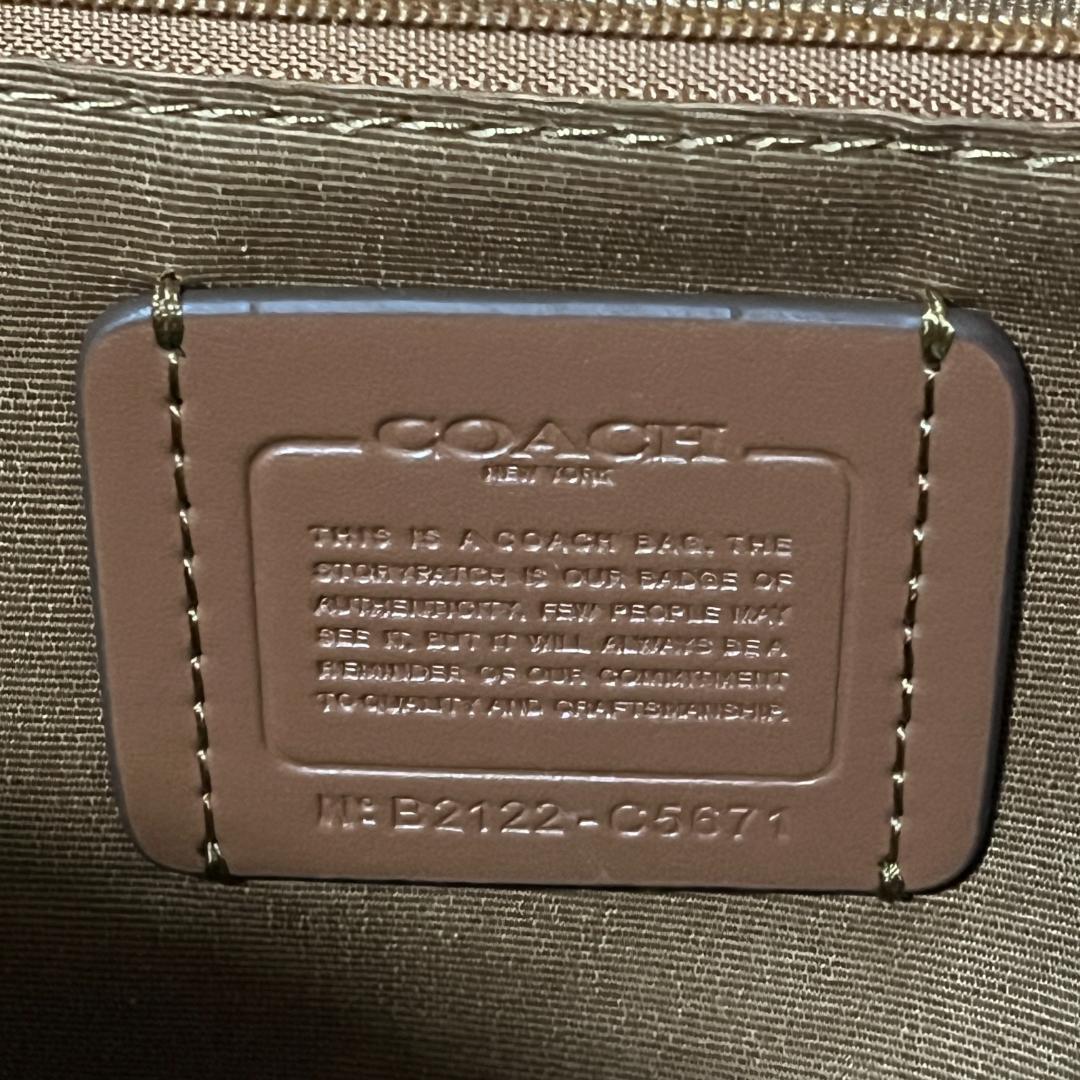 COACH
NEW YORK
THIS IS A COACH BAG. THE
STORYPATCH IS OUR BADGE OF
AUTHENTICITY. FEW PEOPLE MAY
SEE IT, BUT IT WILL ALWAYS BE A
REMINDER OF OUR COMMITMENT
TO QUALITY AND CRAFTSMANSHIP.
Nº: B2122-C5671